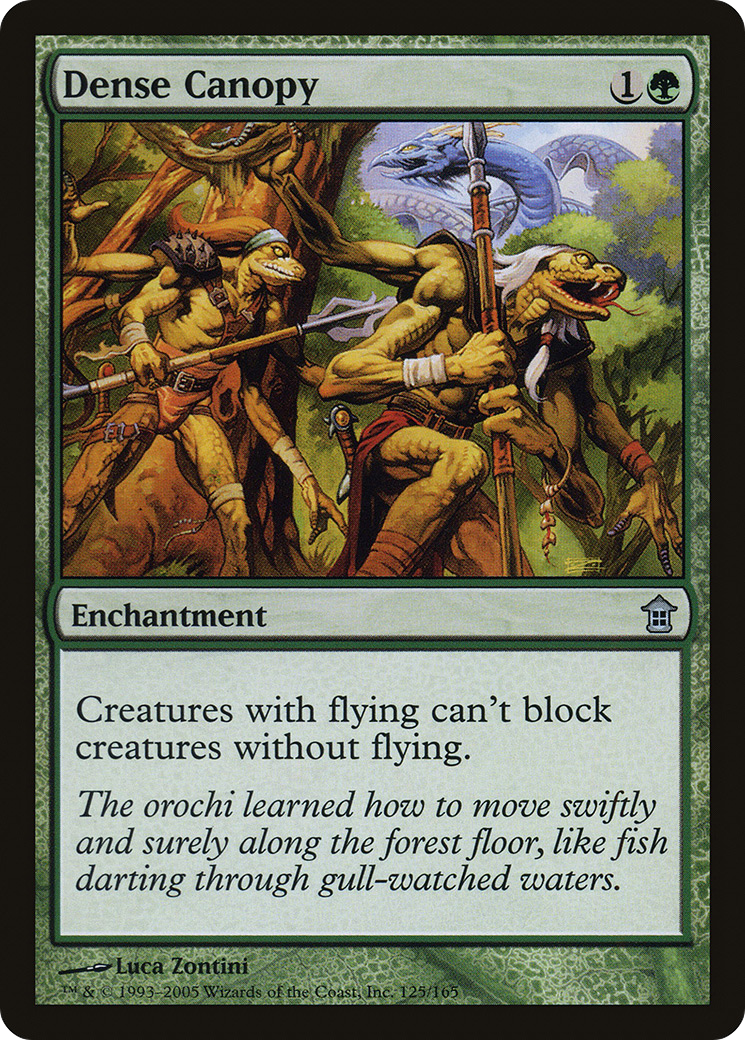 Dense Canopy 1
Enchantment
Creatures with flying can't block
creatures without flying.
The orochi learned how to move swiftly
and surely along the forest floor, like fish
darting through gull-watched waters.
Luca Zontini
™ & © 1993–2005 Wizards of the Coast, Inc. 125/165